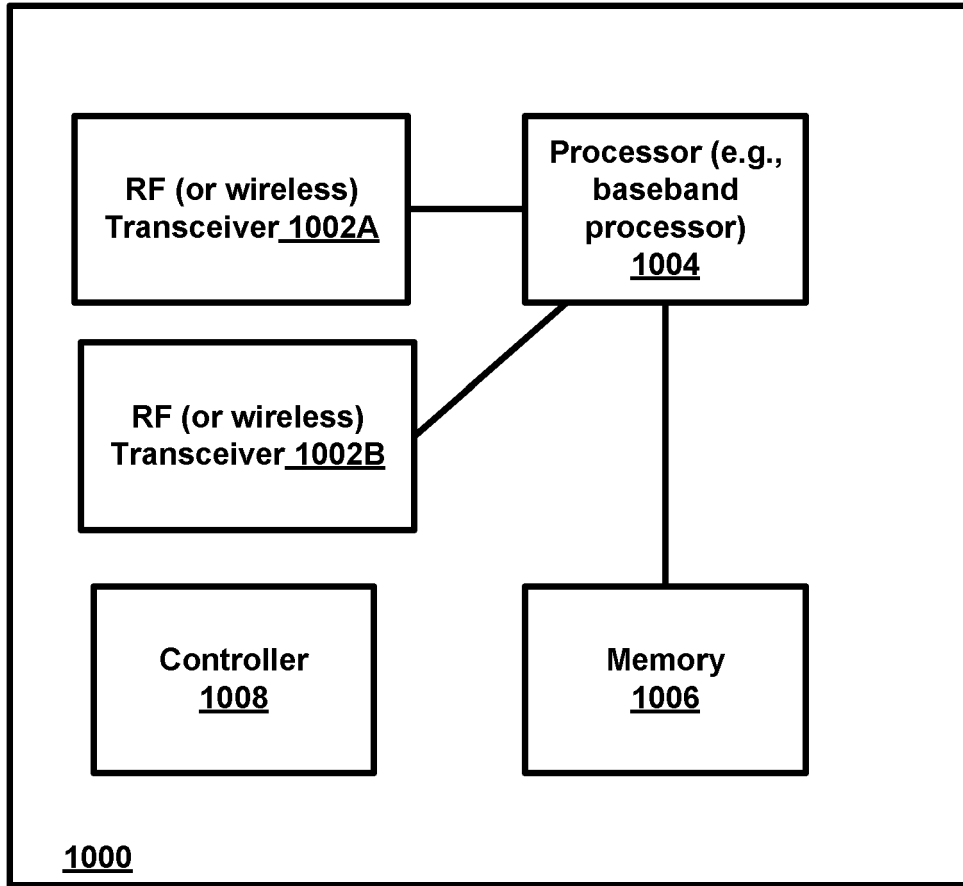 RF (or wireless)
Transceiver 1002A
Processor (e.g.,
baseband
processor)
1004
RF (or wireless)
Transceiver 1002B
Controller
1008
Memory
1006
1000